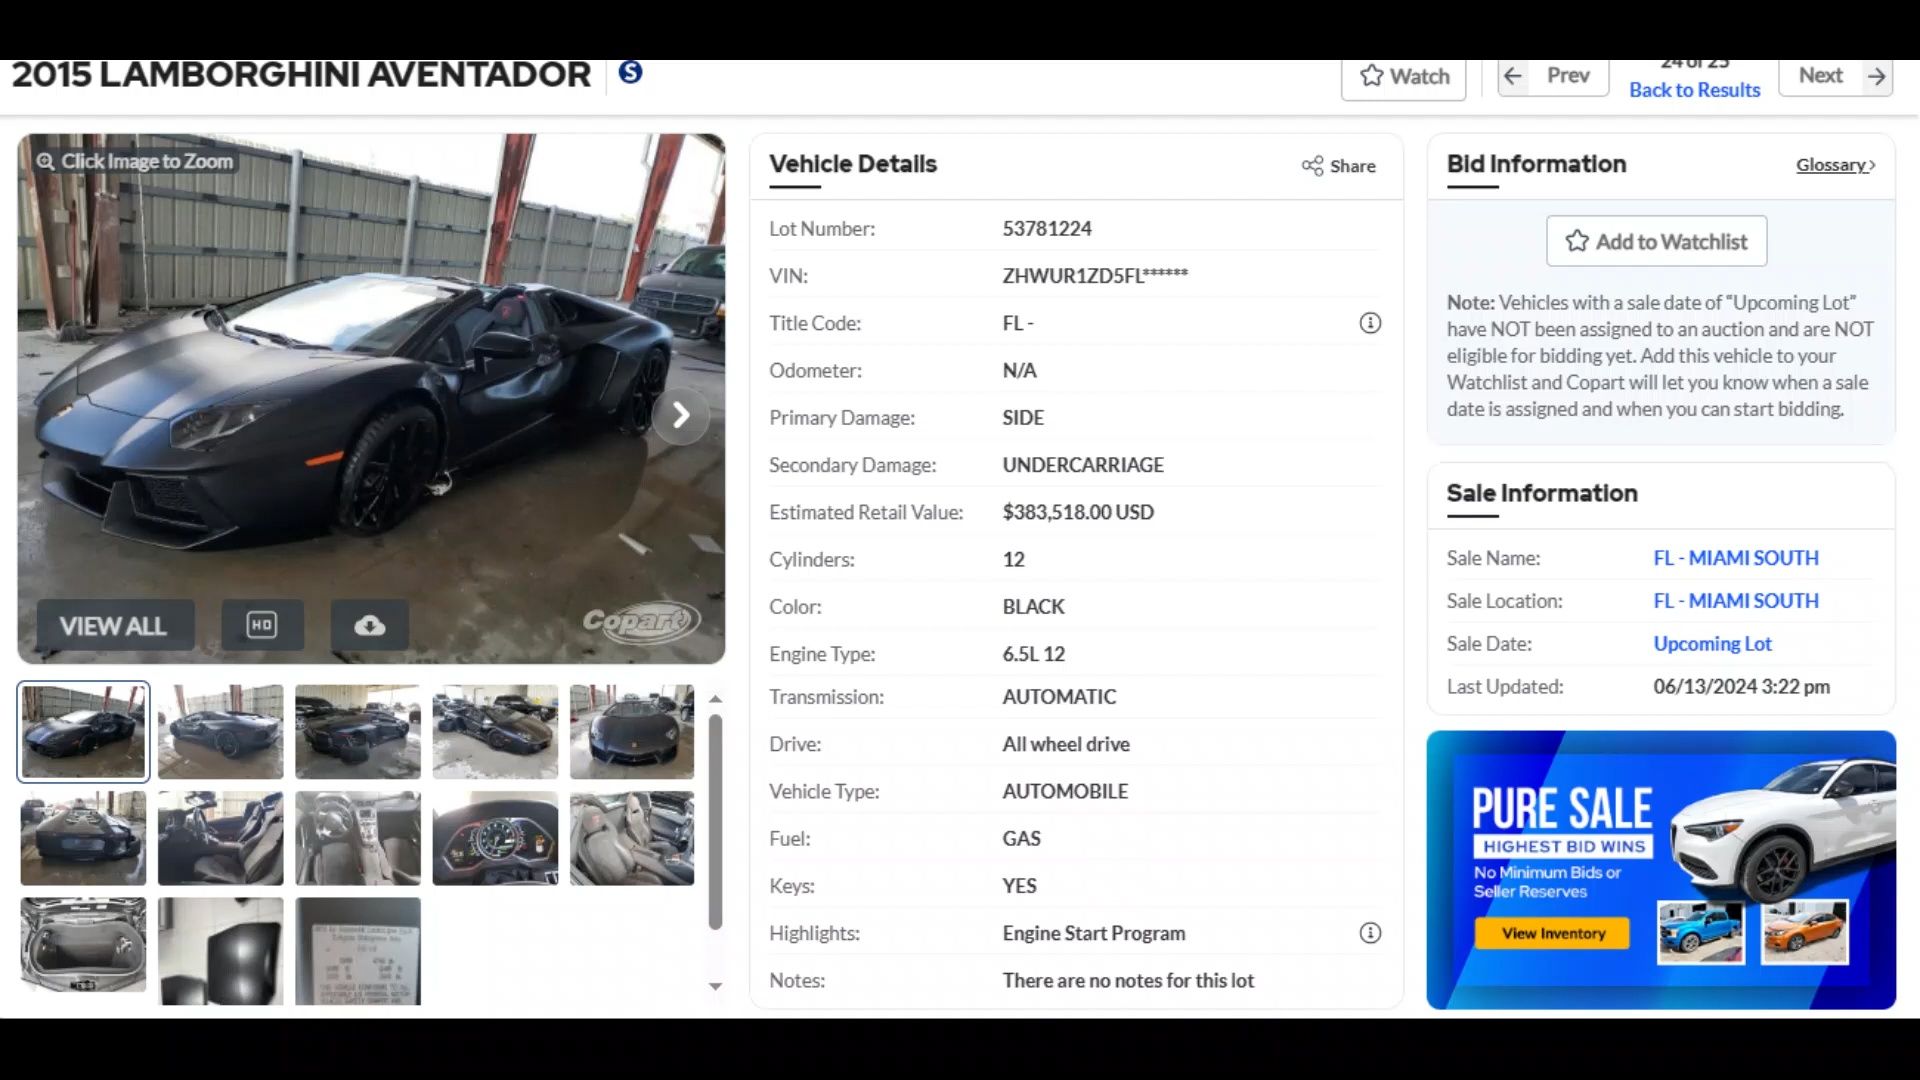 2015 LAMBORGHINI AVENTADOR
S
Watch
Prev
24 of 25
Back to Results
Next
Click Image to Zoom
VIEW ALL
HD
Copart
Vehicle Details
Share
Lot Number: 53781224
VIN: ZHWUR1ZD5FL******
Title Code: FL -
Odometer: N/A
Primary Damage: SIDE
Secondary Damage: UNDERCARRIAGE
Estimated Retail Value: $383,518.00 USD
Cylinders: 12
Color: BLACK
Engine Type: 6.5L 12
Transmission: AUTOMATIC
Drive: All wheel drive
Vehicle Type: AUTOMOBILE
Fuel: GAS
Keys: YES
Highlights: Engine Start Program
Notes: There are no notes for this lot
Bid Information
Glossary
Add to Watchlist
Note: Vehicles with a sale date of “Upcoming Lot”
have NOT been assigned to an auction and are NOT
eligible for bidding yet. Add this vehicle to your
Watchlist and Copart will let you know when a sale
date is assigned and when you can start bidding.
Sale Information
Sale Name: FL - MIAMI SOUTH
Sale Location: FL - MIAMI SOUTH
Sale Date: Upcoming Lot
Last Updated: 06/13/2024 3:22 pm
PURE SALE
HIGHEST BID WINS
No Minimum Bids or
Seller Reserves
View Inventory